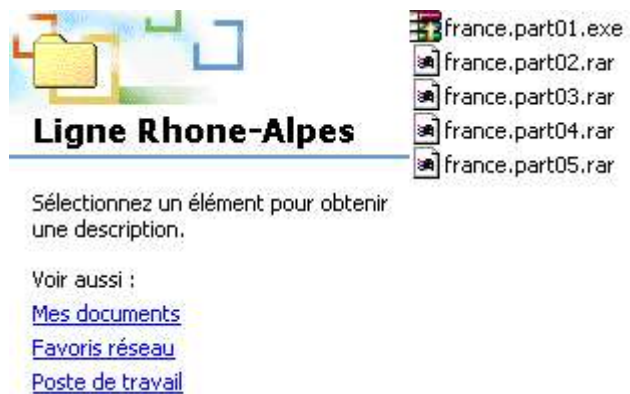 Ligne Rhone-Alpes
Sélectionnez un élément pour obtenir
une description.
Voir aussi :
Mes documents
Favoris réseau
Poste de travail
france.part01.exe
france.part02.rar
france.part03.rar
france.part04.rar
france.part05.rar